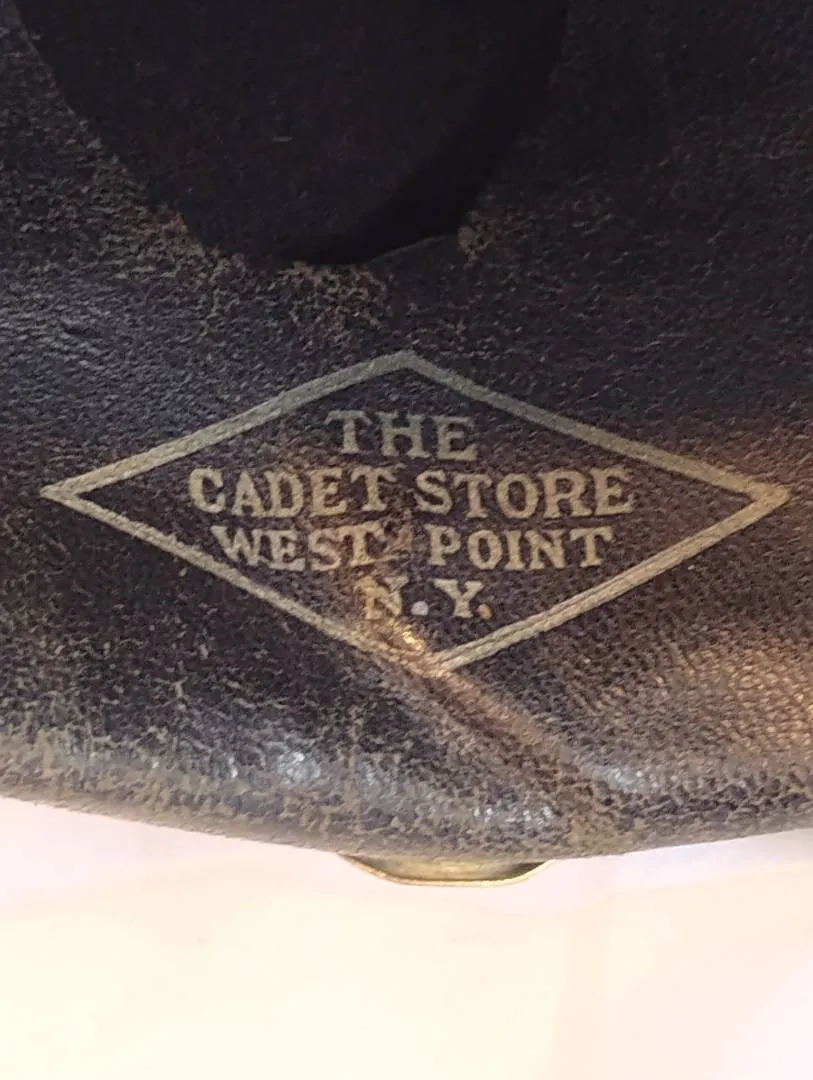 THE
CADET STORE
WEST POINT
N.Y.